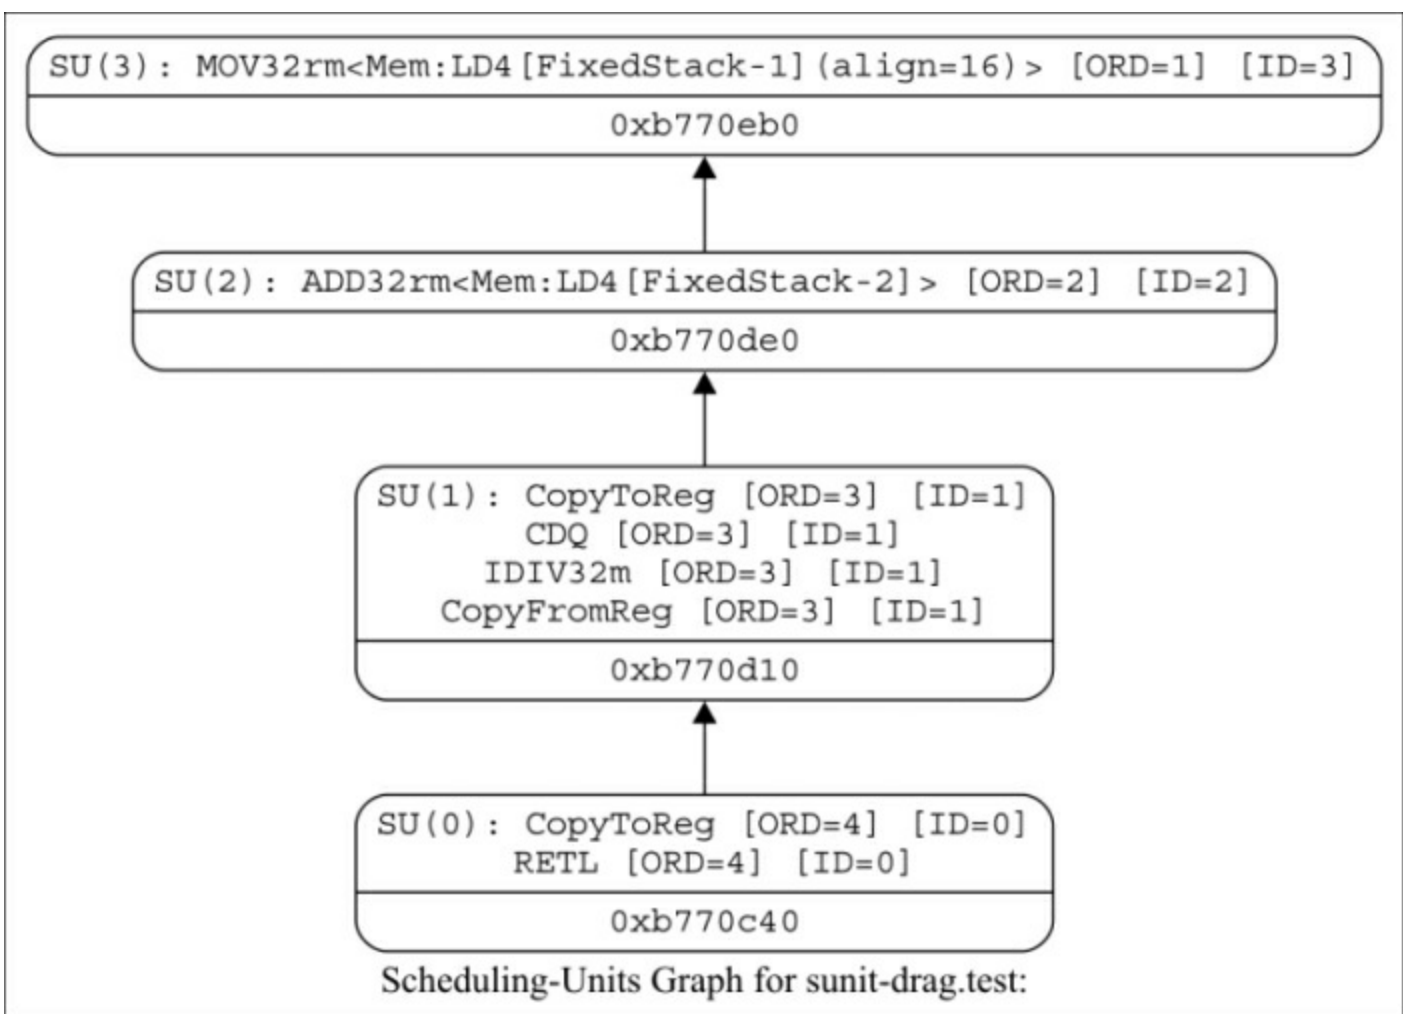 SU(3): MOV32rm<Mem:LD4[FixedStack-1](align=16)> [ORD=1] [ID=3]
0xb770eb0
SU(2): ADD32rm<Mem:LD4[FixedStack-2]> [ORD=2] [ID=2]
0xb770de0
SU(1): CopyToReg [ORD=3] [ID=1]
CDQ [ORD=3] [ID=1]
IDIV32m [ORD=3] [ID=1]
CopyFromReg [ORD=3] [ID=1]
0xb770d10
SU(0): CopyToReg [ORD=4] [ID=0]
RETL [ORD=4] [ID=0]
0xb770c40
Scheduling-Units Graph for sunit-drag.test: